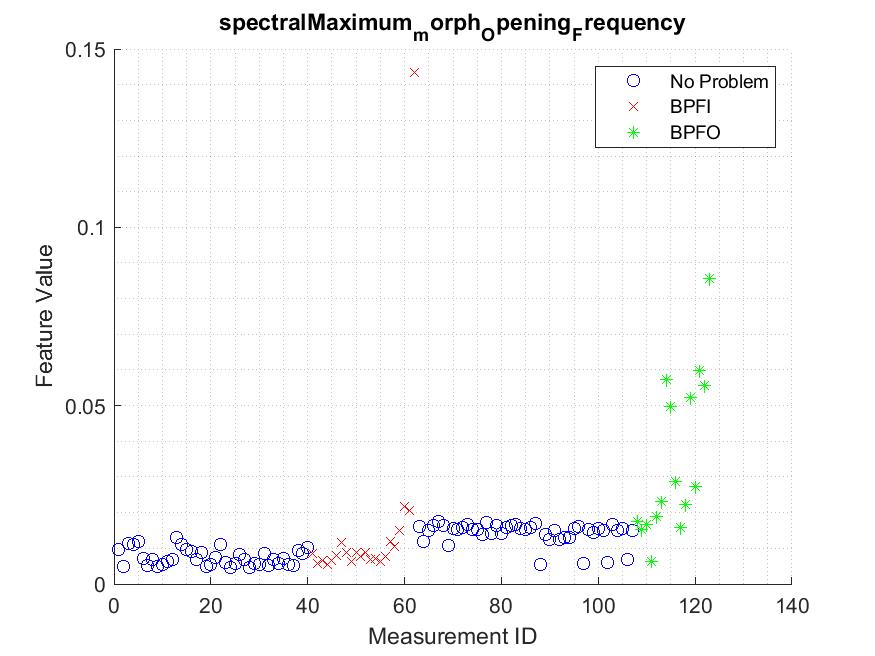 spectralMaximum_morph_Opening_Frequency
0.15
0.1
0.05
0
Feature Value
0 20 40 60 80 100 120 140
Measurement ID
No Problem
BPFI
BPFO